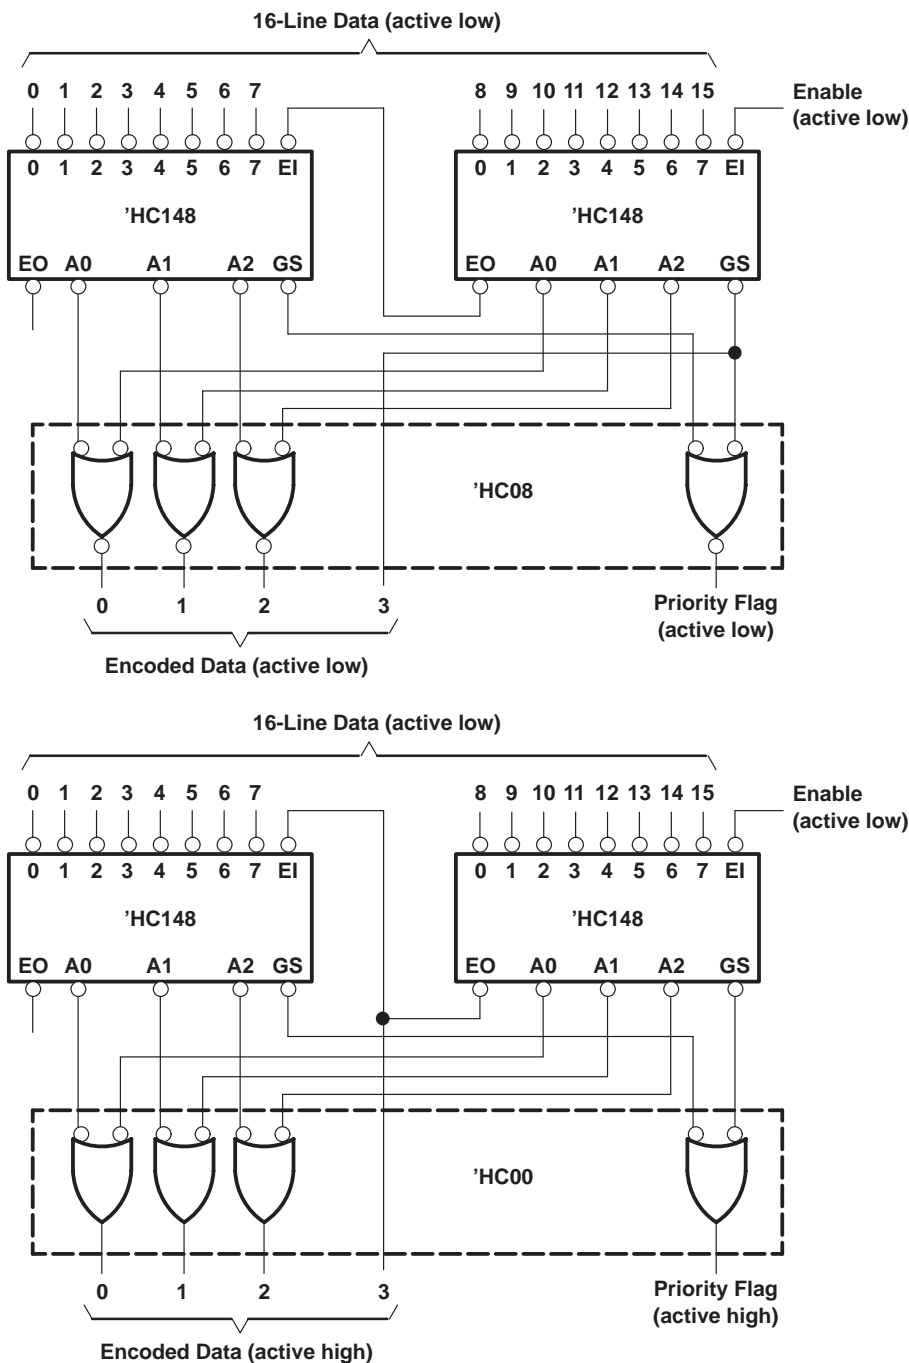 16-Line Data (active low)
0 1 2 3 4 5 6 7
8 9 10 11 12 13 14 15
Enable
(active low)
0 1 2 3 4 5 6 7 EI
0 1 2 3 4 5 6 7 EI
’HC148
’HC148
EO A0 A1 A2 GS
EO A0 A1 A2 GS
’HC08
0 1 2 3
Priority Flag
(active low)
Encoded Data (active low)
16-Line Data (active low)
0 1 2 3 4 5 6 7
8 9 10 11 12 13 14 15
Enable
(active low)
0 1 2 3 4 5 6 7 EI
0 1 2 3 4 5 6 7 EI
’HC148
’HC148
EO A0 A1 A2 GS
EO A0 A1 A2 GS
’HC00
0 1 2 3
Priority Flag
(active high)
Encoded Data (active high)